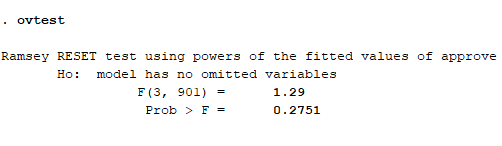 . ovtest
Ramsey RESET test using powers of the fitted values of approve
Ho: model has no omitted variables
F(3, 901) = 1.29
Prob > F = 0.2751